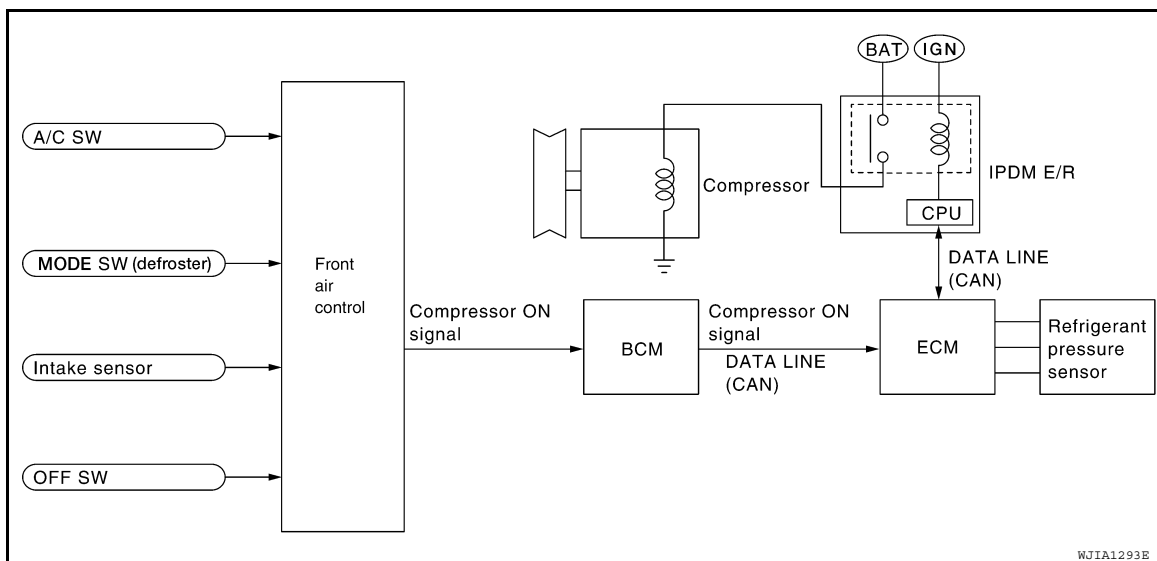 BAT
IGN
A/C SW
Compressor
IPDM E/R
CPU
MODE SW (defroster)
Front
air
control
DATA LINE
(CAN)
Compressor ON
signal
BCM
Compressor ON
signal
DATA LINE
(CAN)
ECM
Refrigerant
pressure
sensor
Intake sensor
OFF SW
WJIA1293E